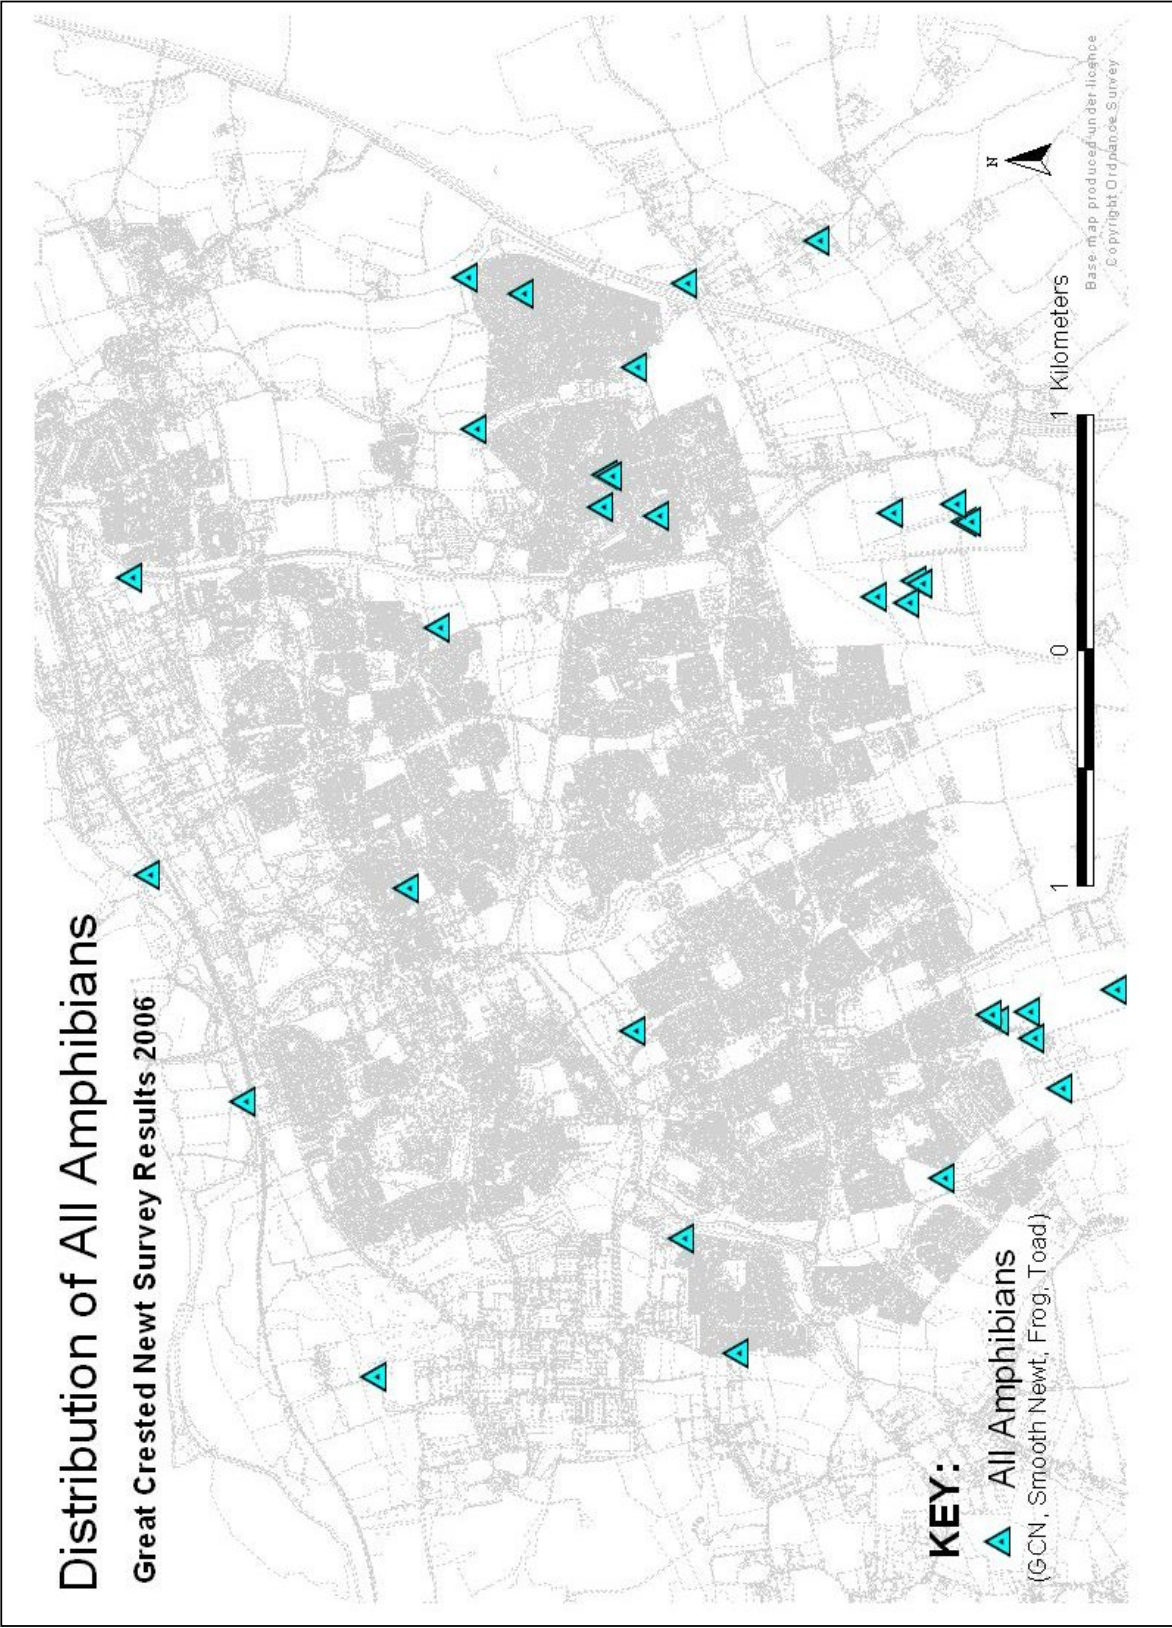 Distribution of All Amphibians
Great Crested Newt Survey Results 2006
KEY:
All Amphibians
(GCN, Smooth Newt, Frog, Toad)
1 0 1 Kilometers
N
Base map produced under licence
Copyright Ordnance Survey